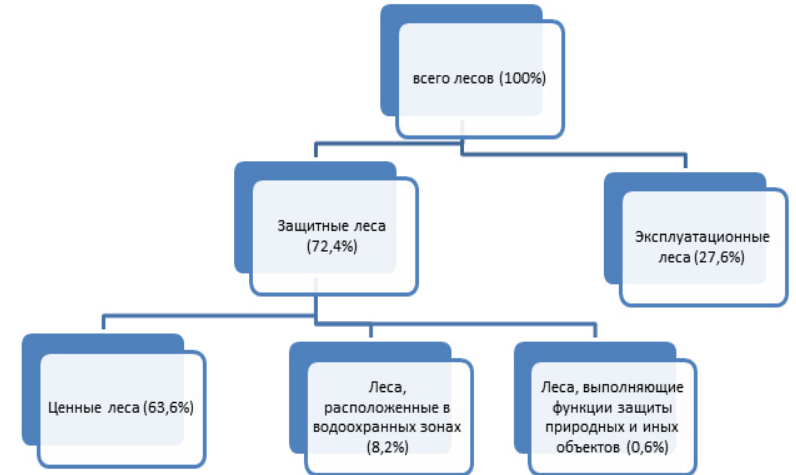 всего лесов (100%)
Защитные леса
(72,4%)
Эксплуатационные
леса (27,6%)
Ценные леса (63,6%)
Леса,
расположенные в
водоохранных зонах
(8,2%)
Леса, выполняющие
функции защиты
природных и иных
объектов (0,6%)